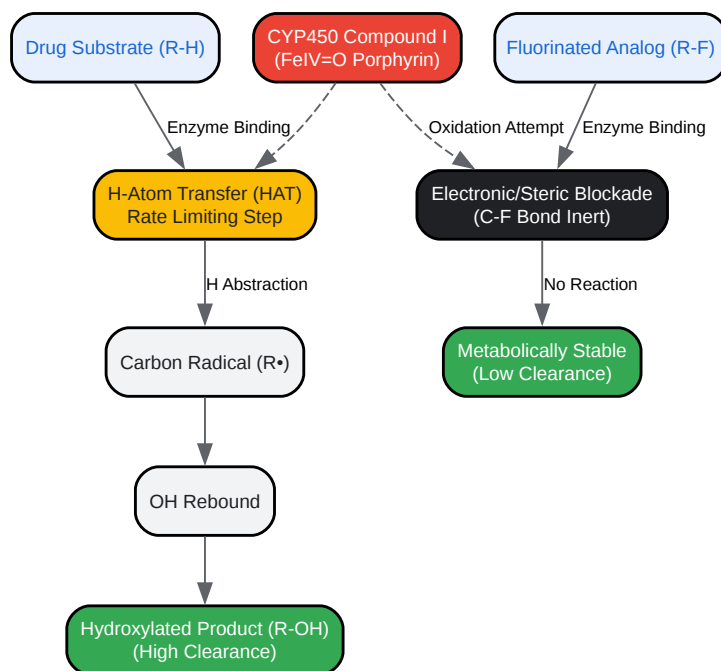 Drug Substrate (R-H)
CYP450 Compound I
(FeIV=O Porphyrin)
Fluorinated Analog (R-F)
Enzyme Binding
Oxidation Attempt
Enzyme Binding
H-Atom Transfer (HAT)
Rate Limiting Step
Electronic/Steric Blockade
(C-F Bond Inert)
H Abstraction
No Reaction
Carbon Radical (R•)
Metabolically Stable
(Low Clearance)
OH Rebound
Hydroxylated Product (R-OH)
(High Clearance)